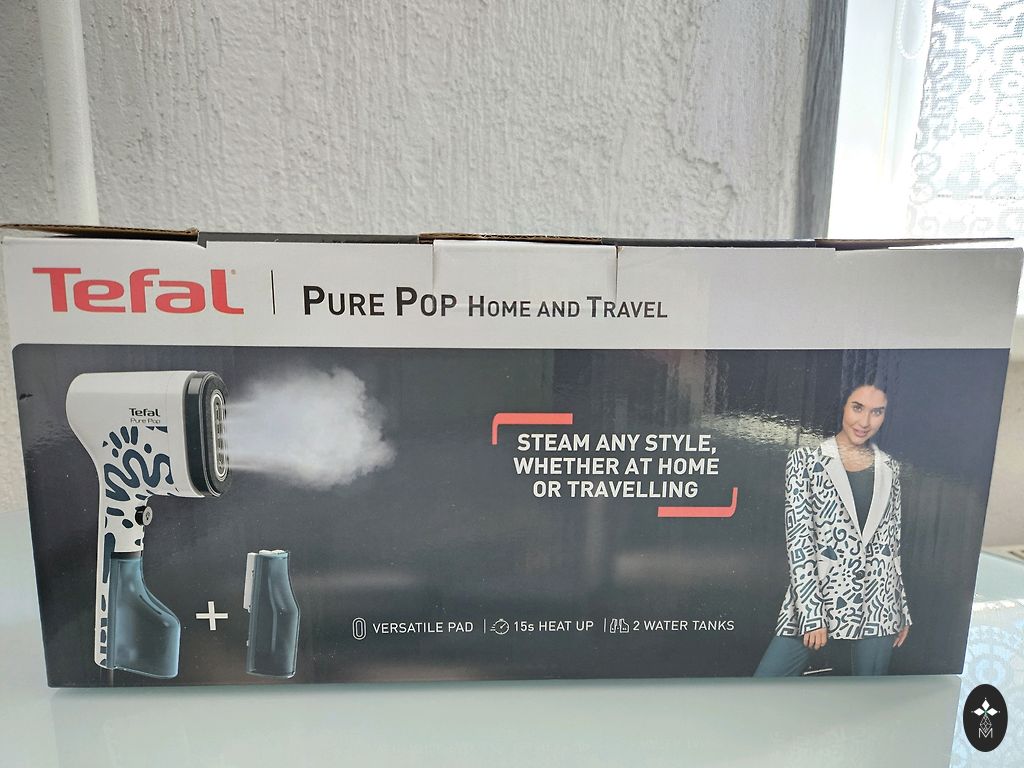 Tefal
PURE POP HOME AND TRAVEL
Tefal
Pure Pop
STEAM ANY STYLE,
WHETHER AT HOME
OR TRAVELLING
VERSATILE PAD
15s HEAT UP
2 WATER TANKS
M